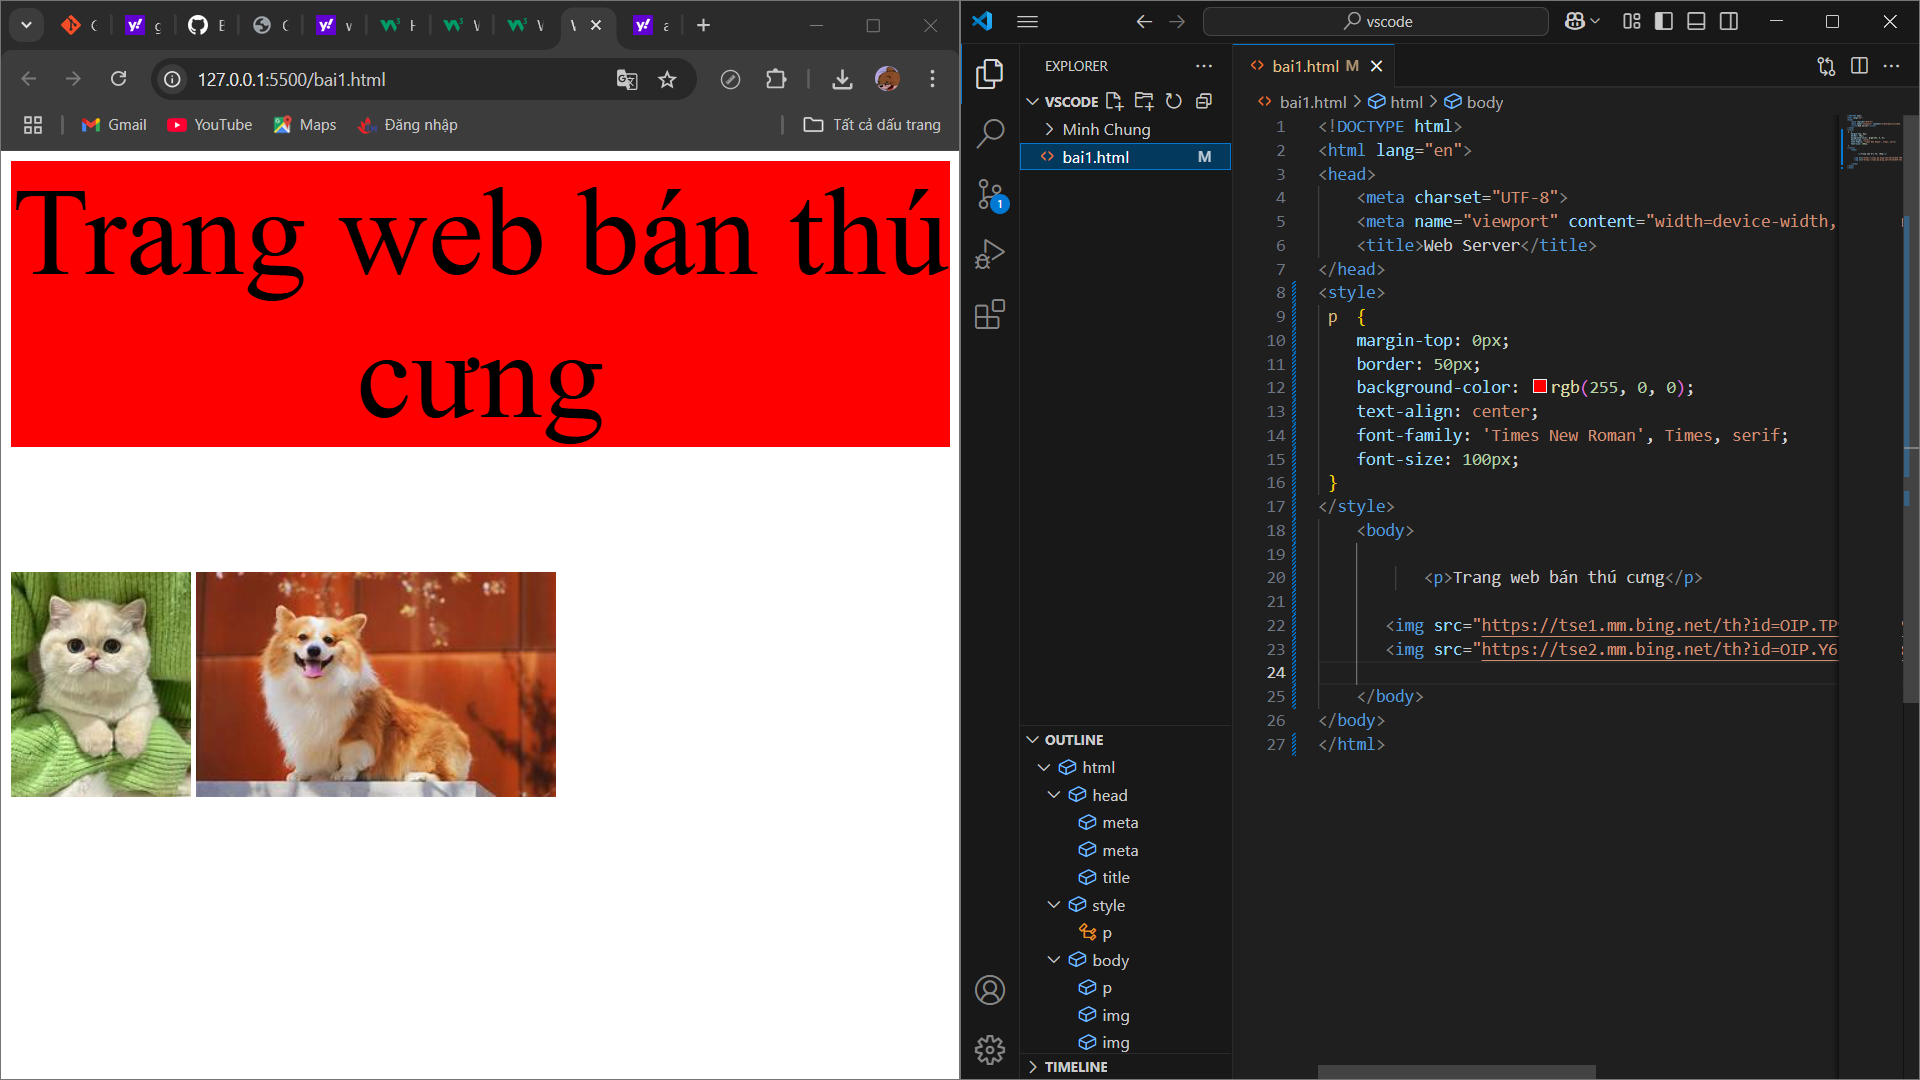 127.0.0.1:5500/bai1.html
Gmail
YouTube
Maps
Đăng nhập
Tất cả dấu trang
Trang web bán thú
cưng
vscode
EXPLORER
VSCODE
Minh Chung
bai1.html M
1
OUTLINE
html
head
meta
meta
title
style
p
body
p
img
img
TIMELINE
bai1.html M
bai1.html > html > body
1 <!DOCTYPE html>
2 <html lang="en">
3 <head>
4 <meta charset="UTF-8">
5 <meta name="viewport" content="width=device-width,
6 <title>Web Server</title>
7 </head>
8 <style>
9 p {
10 margin-top: 0px;
11 border: 50px;
12 background-color: rgb(255, 0, 0);
13 text-align: center;
14 font-family: 'Times New Roman', Times, serif;
15 font-size: 100px;
16 }
17 </style>
18 <body>
19
20 <p>Trang web bán thú cưng</p>
21
22 <img src="https://tse1.mm.bing.net/th?id=OIP.TP
23 <img src="https://tse2.mm.bing.net/th?id=OIP.Y6
24
25 </body>
26 </body>
27 </html>